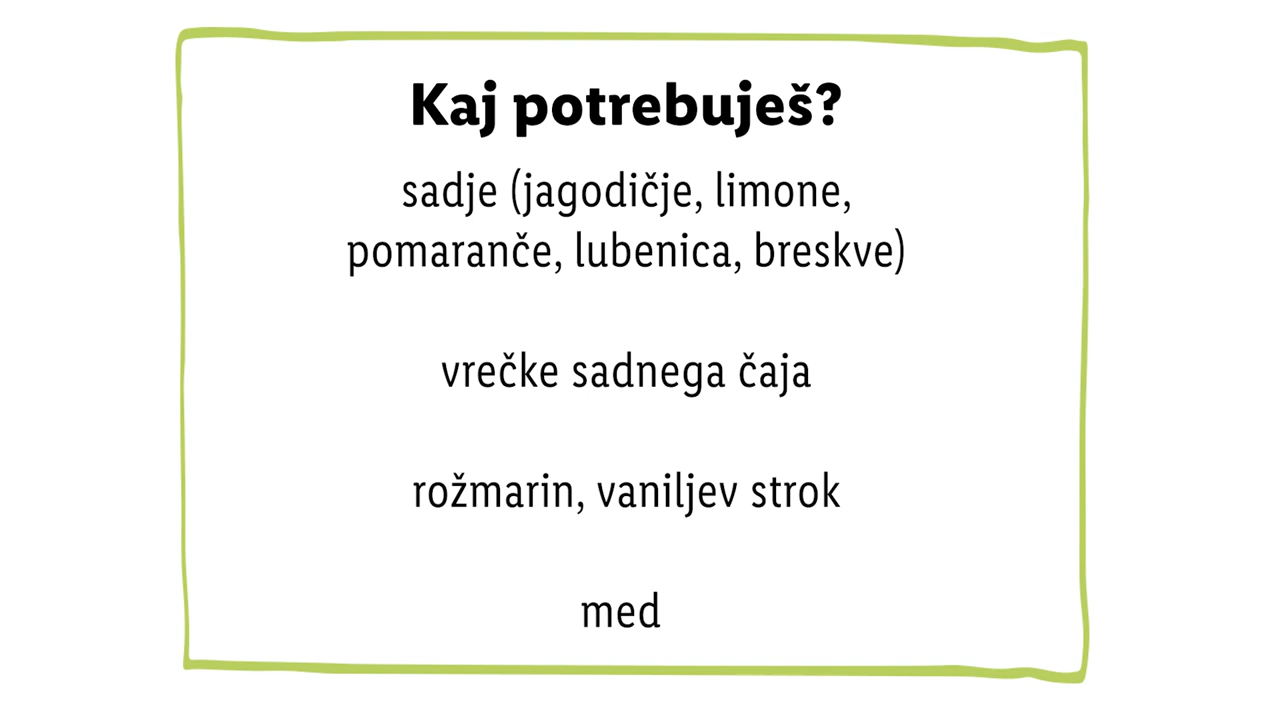 Kaj potrebuješ?
sadje (jagodičje, limone,
pomaranče, lubenica, breskve)
vrečke sadnega čaja
rožmarin, vaniljev strok
med